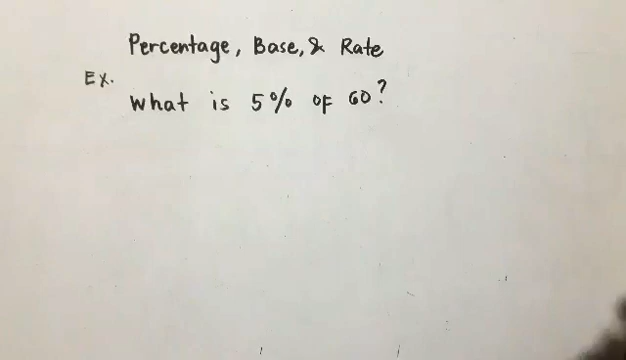 Percentage, Base, & Rate
Ex.
What is 5% of 60?